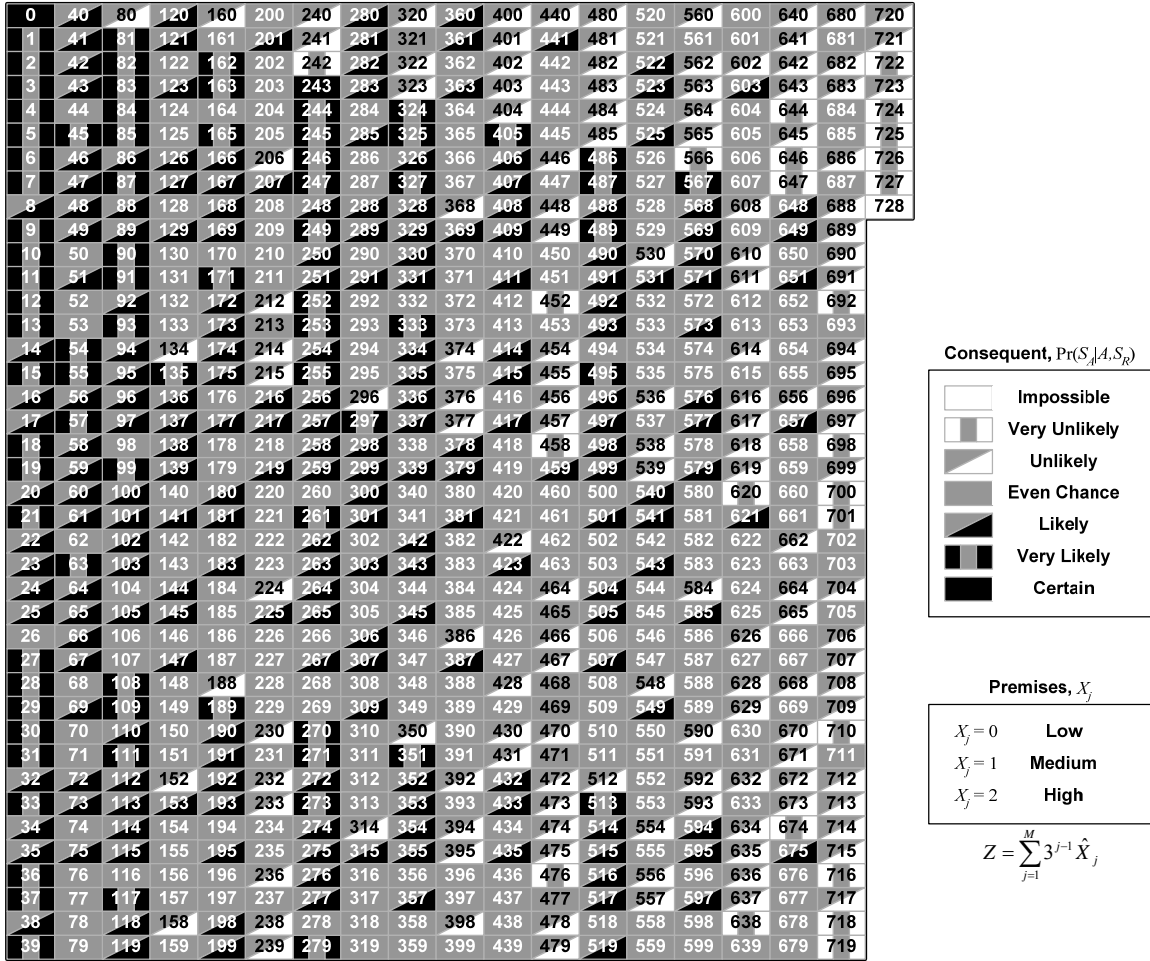 0 40 80 120 160 200 240 280 320 360 400 440 480 520 560 600 640 680 720
1 41 81 121 161 201 241 281 321 361 401 441 481 521 561 601 641 681 721
2 42 82 122 162 202 242 282 322 362 402 442 482 522 562 602 642 682 722
3 43 83 123 163 203 243 283 323 363 403 443 483 523 563 603 643 683 723
4 44 84 124 164 204 244 284 324 364 404 444 484 524 564 604 644 684 724
5 45 85 125 165 205 245 285 325 365 405 445 485 525 565 605 645 685 725
6 46 86 126 166 206 246 286 326 366 406 446 486 526 566 606 646 686 726
7 47 87 127 167 207 247 287 327 367 407 447 487 527 567 607 647 687 727
8 48 88 128 168 208 248 288 328 368 408 448 488 528 568 608 648 688 728
9 49 89 129 169 209 249 289 329 369 409 449 489 529 569 609 649 689
10 50 90 130 170 210 250 290 330 370 410 450 490 530 570 610 650 690
11 51 91 131 171 211 251 291 331 371 411 451 491 531 571 611 651 691
12 52 92 132 172 212 252 292 332 372 412 452 492 532 572 612 652 692
13 53 93 133 173 213 253 293 333 373 413 453 493 533 573 613 653 693
14 54 94 134 174 214 254 294 334 374 414 454 494 534 574 614 654 694
15 55 95 135 175 215 255 295 335 375 415 455 495 535 575 615 655 695
16 56 96 136 176 216 256 296 336 376 416 456 496 536 576 616 656 696
17 57 97 137 177 217 257 297 337 377 417 457 497 537 577 617 657 697
18 58 98 138 178 218 258 298 338 378 418 458 498 538 578 618 658 698
19 59 99 139 179 219 259 299 339 379 419 459 499 539 579 619 659 699
20 60 100 140 180 220 260 300 340 380 420 460 500 540 580 620 660 700
21 61 101 141 181 221 261 301 341 381 421 461 501 541 581 621 661 701
22 62 102 142 182 222 262 302 342 382 422 462 502 542 582 622 662 702
23 63 103 143 183 223 263 303 343 383 423 463 503 543 583 623 663 703
24 64 104 144 184 224 264 304 344 384 424 464 504 544 584 624 664 704
25 65 105 145 185 225 265 305 345 385 425 465 505 545 585 625 665 705
26 66 106 146 186 226 266 306 346 386 426 466 506 546 586 626 666 706
27 67 107 147 187 227 267 307 347 387 427 467 507 547 587 627 667 707
28 68 108 148 188 228 268 308 348 388 428 468 508 548 588 628 668 708
29 69 109 149 189 229 269 309 349 389 429 469 509 549 589 629 669 709
30 70 110 150 190 230 270 310 350 390 430 470 510 550 590 630 670 710
31 71 111 151 191 231 271 311 351 391 431 471 511 551 591 631 671 711
32 72 112 152 192 232 272 312 352 392 432 472 512 552 592 632 672 712
33 73 113 153 193 233 273 313 353 393 433 473 513 553 593 633 673 713
34 74 114 154 194 234 274 314 354 394 434 474 514 554 594 634 674 714
35 75 115 155 195 235 275 315 355 395 435 475 515 555 595 635 675 715
36 76 116 156 196 236 276 316 356 396 436 476 516 556 596 636 676 716
37 77 117 157 197 237 277 317 357 397 437 477 517 557 597 637 677 717
38 78 118 158 198 238 278 318 358 398 438 478 518 558 598 638 678 718
39 79 119 159 199 239 279 319 359 399 439 479 519 559 599 639 679 719
Consequent, Pr(S_A|A,S_R)
Impossible
Very Unlikely
Unlikely
Even Chance
Likely
Very Likely
Certain
Premises, X_j
X_j = 0 Low
X_j = 1 Medium
X_j = 2 High
Z = ∑_{j=1}^{M} 3^{j−1} X̂_j